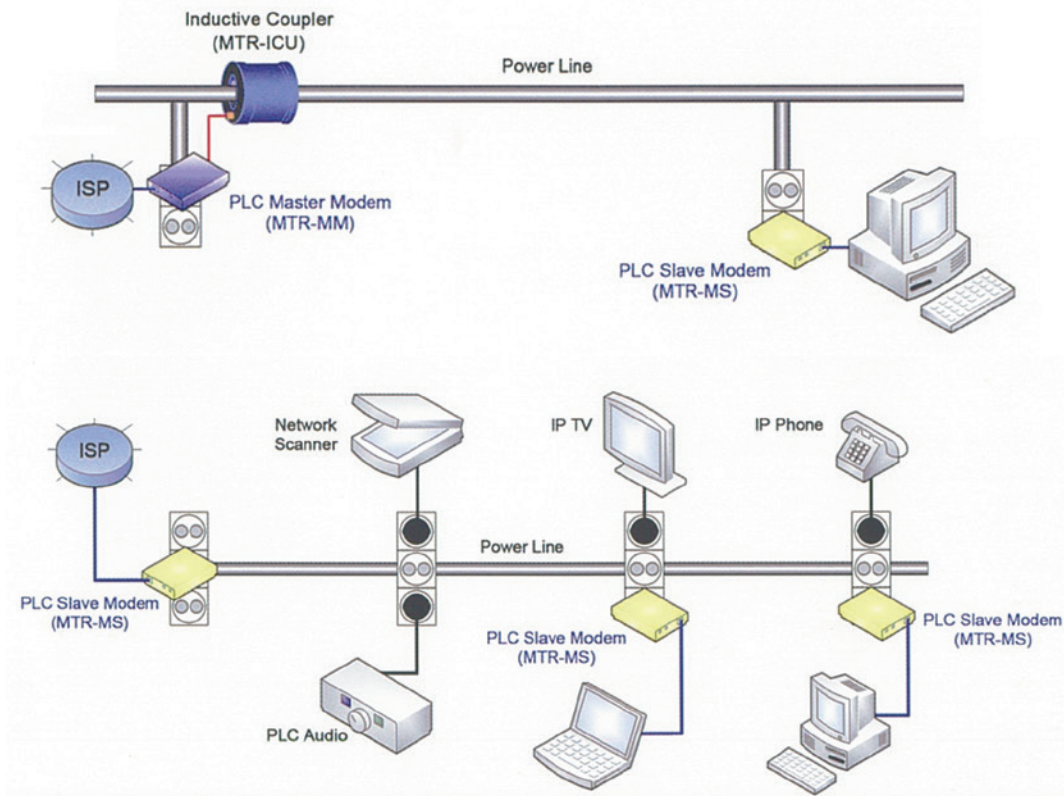 Inductive Coupler
(MTR-ICU)
Power Line
ISP
PLC Master Modem
(MTR-MM)
PLC Slave Modem
(MTR-MS)
ISP
Network
Scanner
IP TV
IP Phone
Power Line
PLC Slave Modem
(MTR-MS)
PLC Slave Modem
(MTR-MS)
PLC Slave Modem
(MTR-MS)
PLC Audio